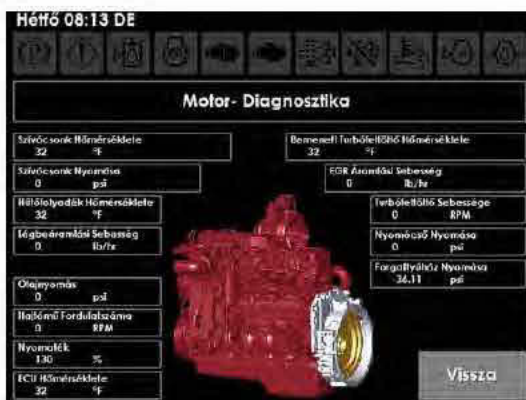 Hétfő 08:13 DE
Motor- Diagnosztika
Szívócsonk Hőmérséklete
32 °F
Szívócsonk Nyomása
0 psi
Hűtőfolyadék Hőmérséklete
32 °F
Légbeáramlási Sebesség
0 lb/hr
Olajnyomás
0 psi
Hajtómű Fordulatszáma
0 RPM
Nyomaték
130 %
ECU Hőmérséklete
32 °F
Bemeneti Turbófeltöltő Hőmérséklete
32 °F
EGR Áramlási Sebesség
0 lb/hr
Turbófeltöltő Sebessége
0 RPM
Nyomócső Nyomása
0 psi
Forgattyúház Nyomása
-36.11 psi
Vissza